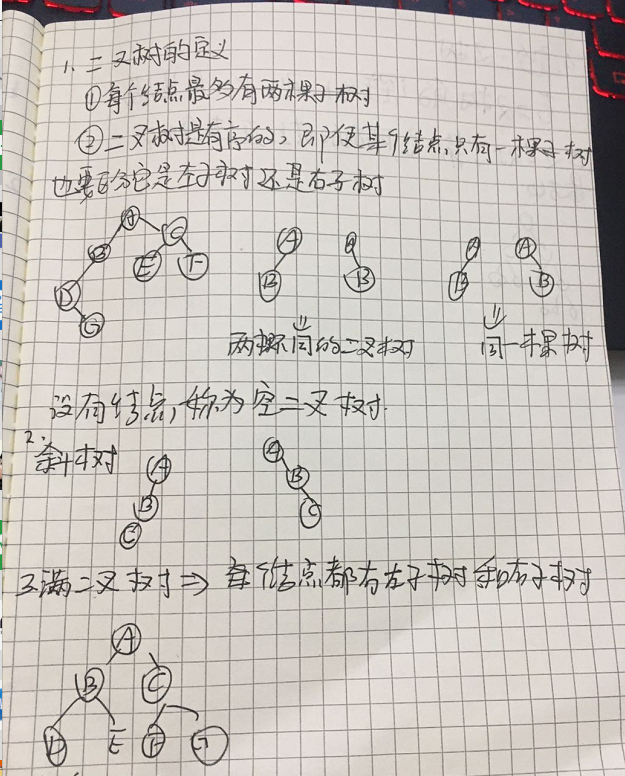 1、二叉树的定义
①每个结点最多有两棵子树
②二叉树是有序的，即使某个结点只有一棵子树
也要区分它是左子树还是右子树
A
B C
D E F
G
A A A A
B B B B
两棵不同的二叉树 同一棵树
没有结点，称为空二叉树.
2.
斜树
A A
B B
C C
3满二叉树⇒每个结点都有左子树和右子树
A
B C
D E F G